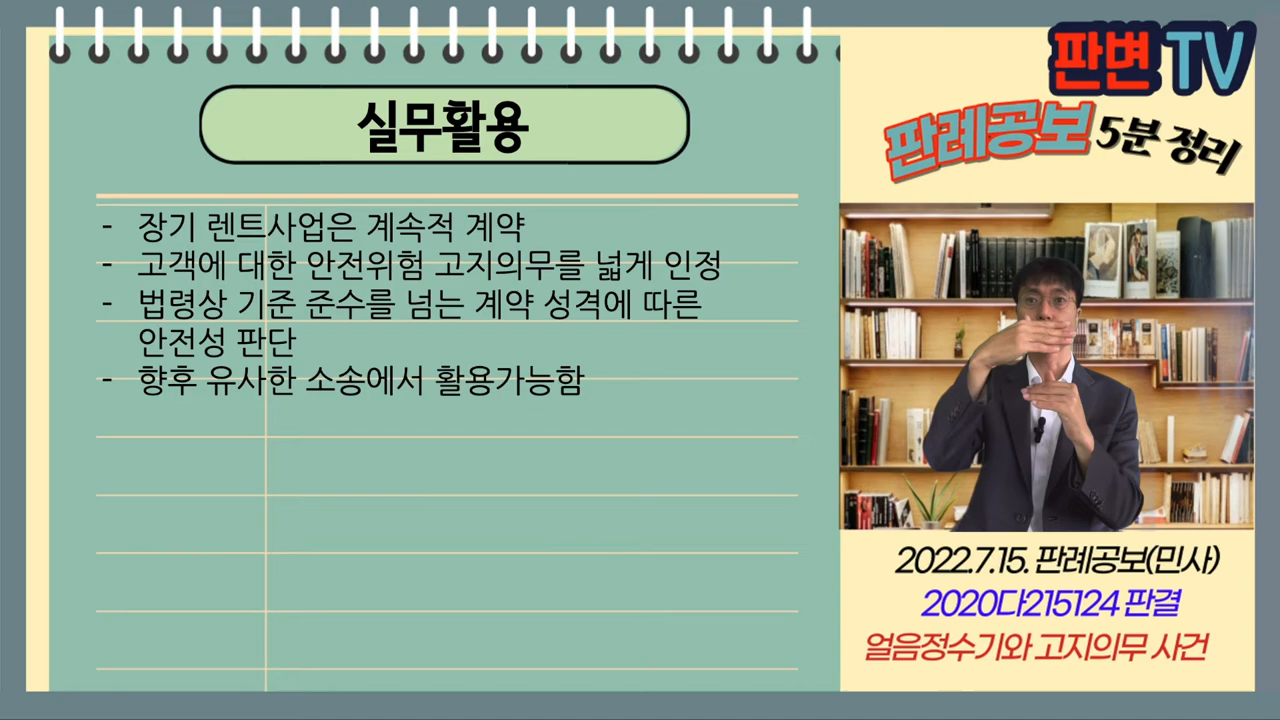 실무활용
- 장기 렌트사업은 계속적 계약
- 고객에 대한 안전위험 고지의무를 넓게 인정
- 법령상 기준 준수를 넘는 계약 성격에 따른
안전성 판단
- 향후 유사한 소송에서 활용가능함
판변 TV
판례공보 5분 정리
2022.7.15. 판례공보(민사)
2020다215124 판결
얼음정수기와 고지의무 사건